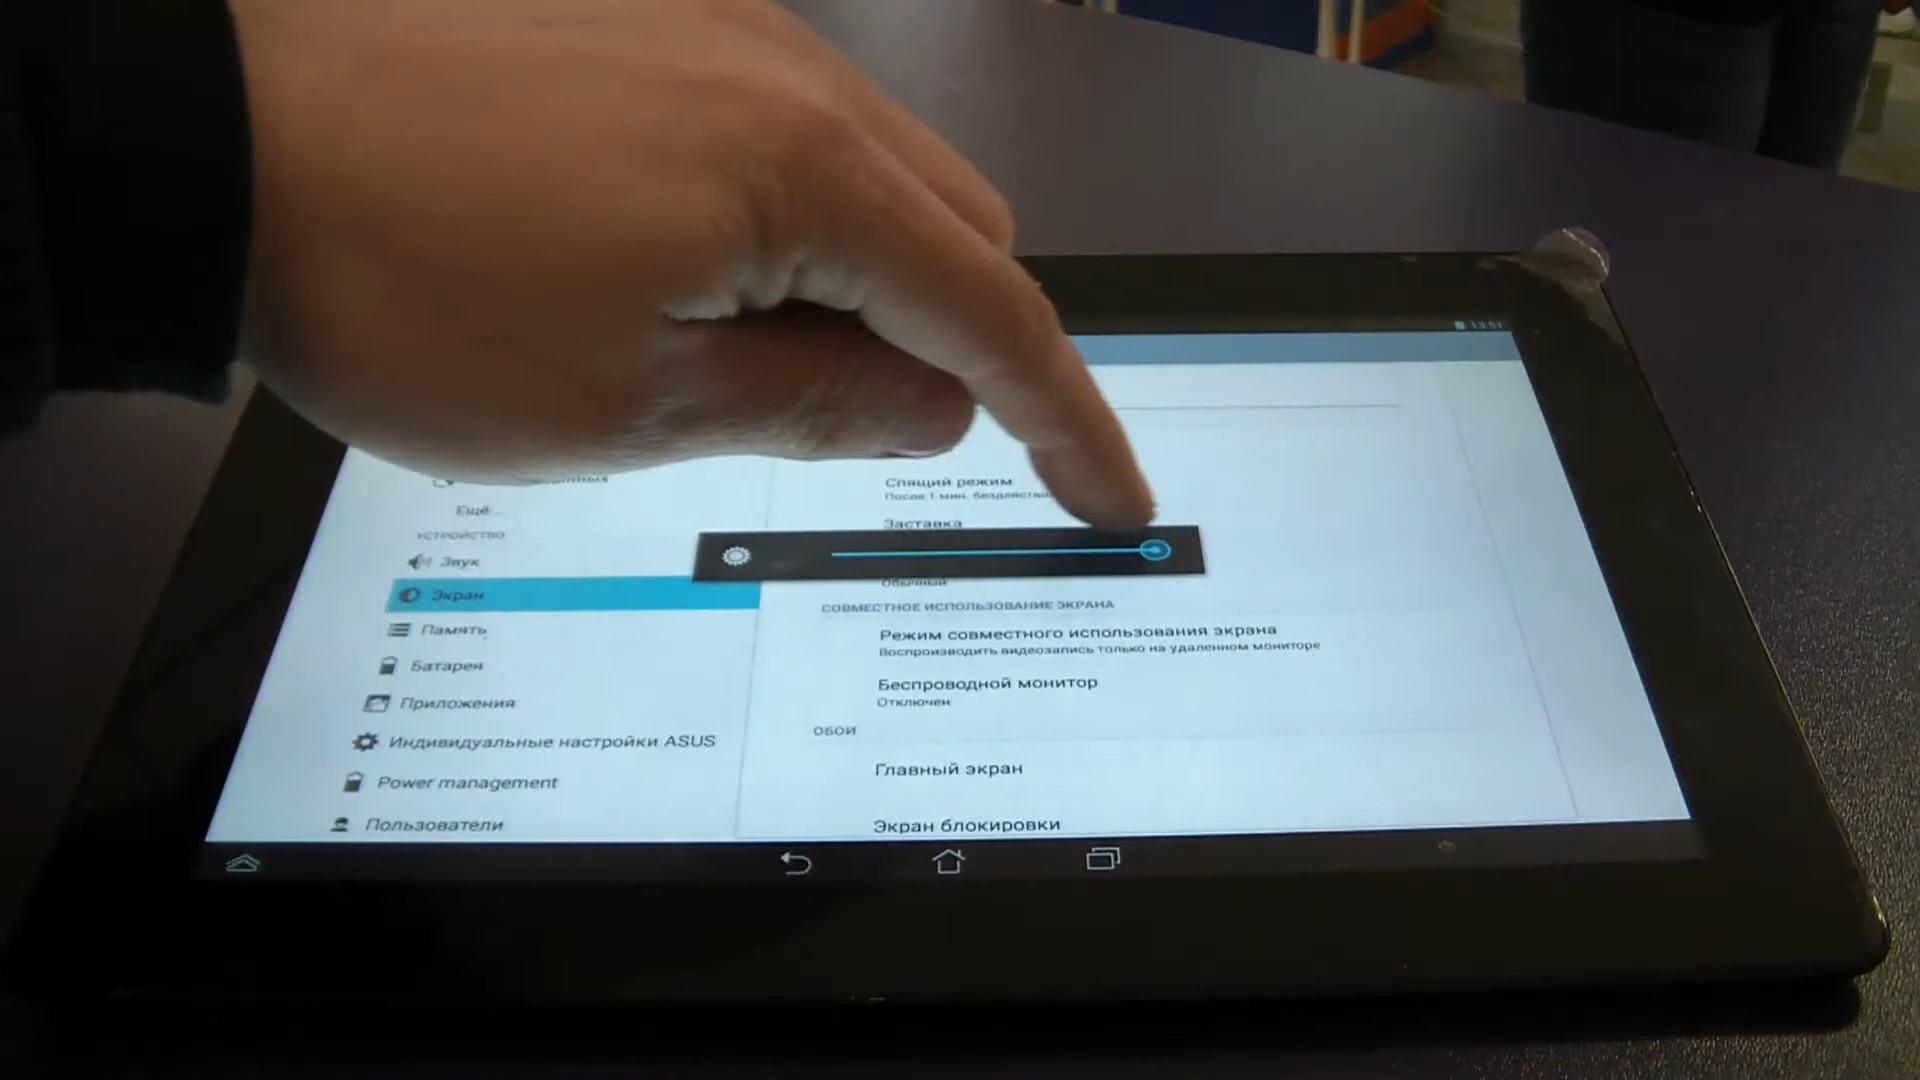 13:51
Ещё...
УСТРОЙСТВО
Звук
Экран
Память
Батарея
Приложения
Индивидуальные настройки ASUS
Power management
Пользователи
Спящий режим
После 1 мин. бездействия
Заставка
Обычный
СОВМЕСТНОЕ ИСПОЛЬЗОВАНИЕ ЭКРАНА
Режим совместного использования экрана
Воспроизводить видеозапись только на удаленном мониторе
Беспроводной монитор
Отключен
ОБОИ
Главный экран
Экран блокировки